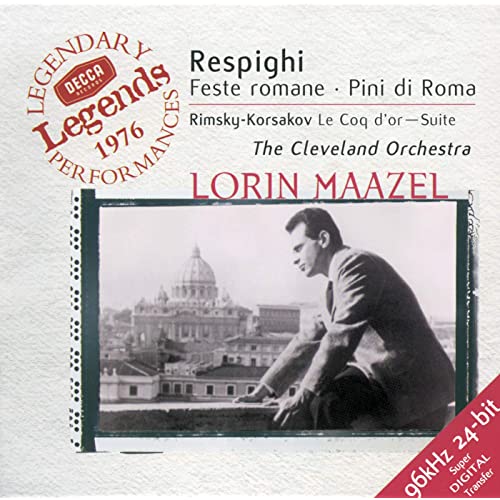 LEGENDARY
DECCA
RECORDS
Legends
1976
PERFORMANCES
Respighi
Feste romane · Pini di Roma
Rimsky-Korsakov Le Coq d'or—Suite
The Cleveland Orchestra
LORIN MAAZEL
96kHz 24-bit
Super
DIGITAL
Transfer